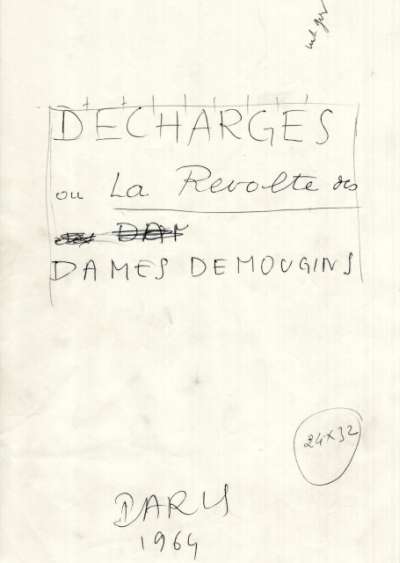 DECHARGES
ou La Revolte des
DAMES DEMOUGINS
24x32
PARIS
1964